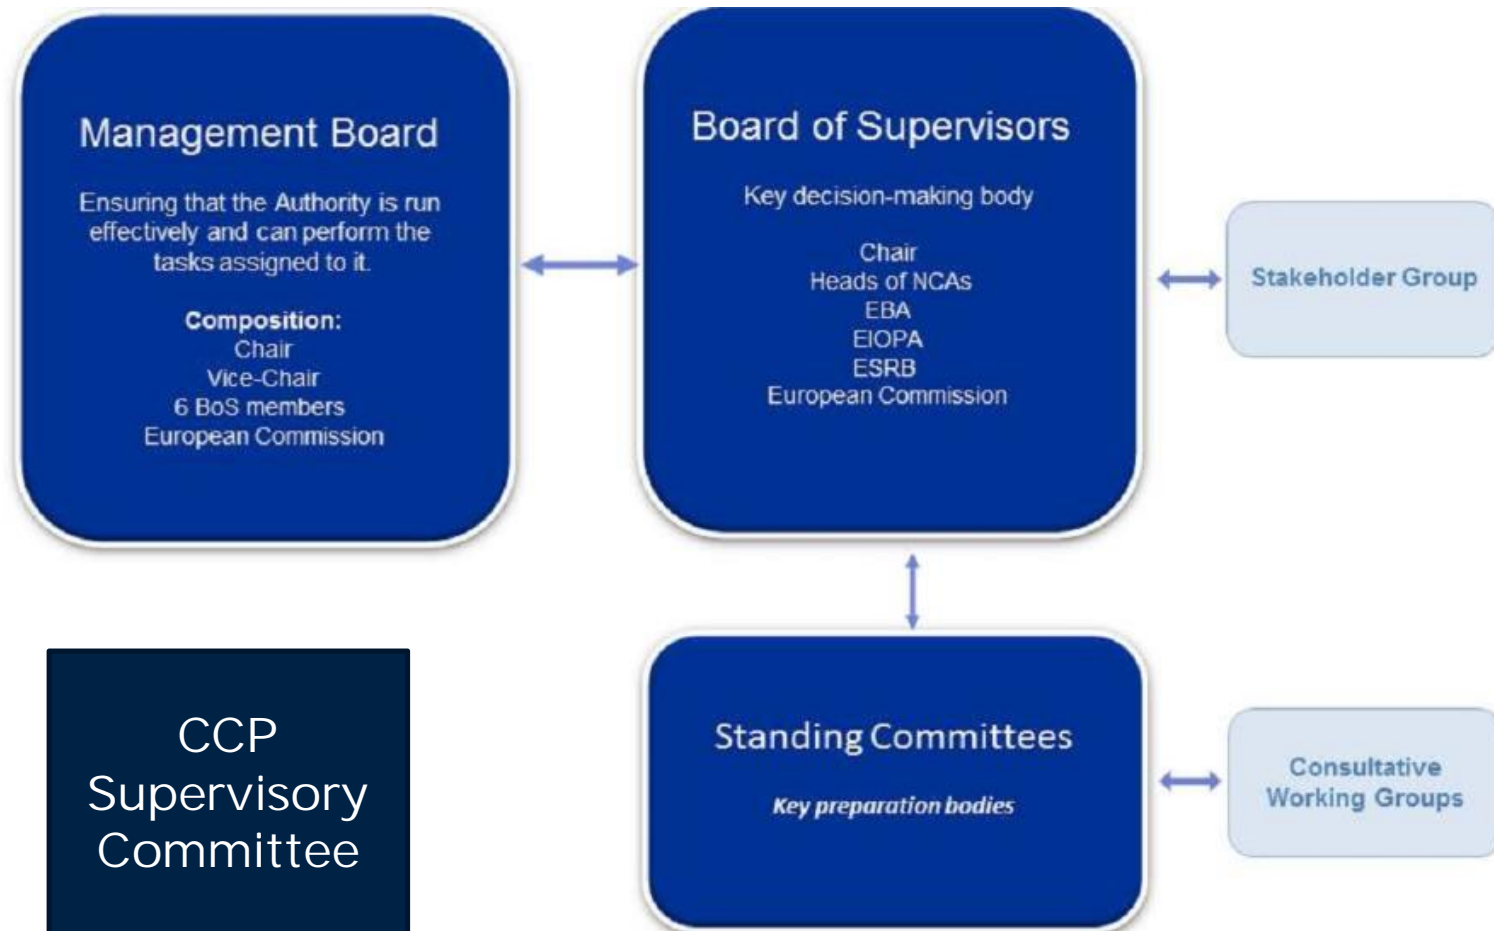 Management Board
Ensuring that the Authority is run
effectively and can perform the
tasks assigned to it.
Composition:
Chair
Vice-Chair
6 BoS members
European Commission
Board of Supervisors
Key decision-making body
Chair
Heads of NCAs
EBA
EIOPA
ESRB
European Commission
Stakeholder Group
CCP
Supervisory
Committee
Standing Committees
Key preparation bodies
Consultative
Working Groups